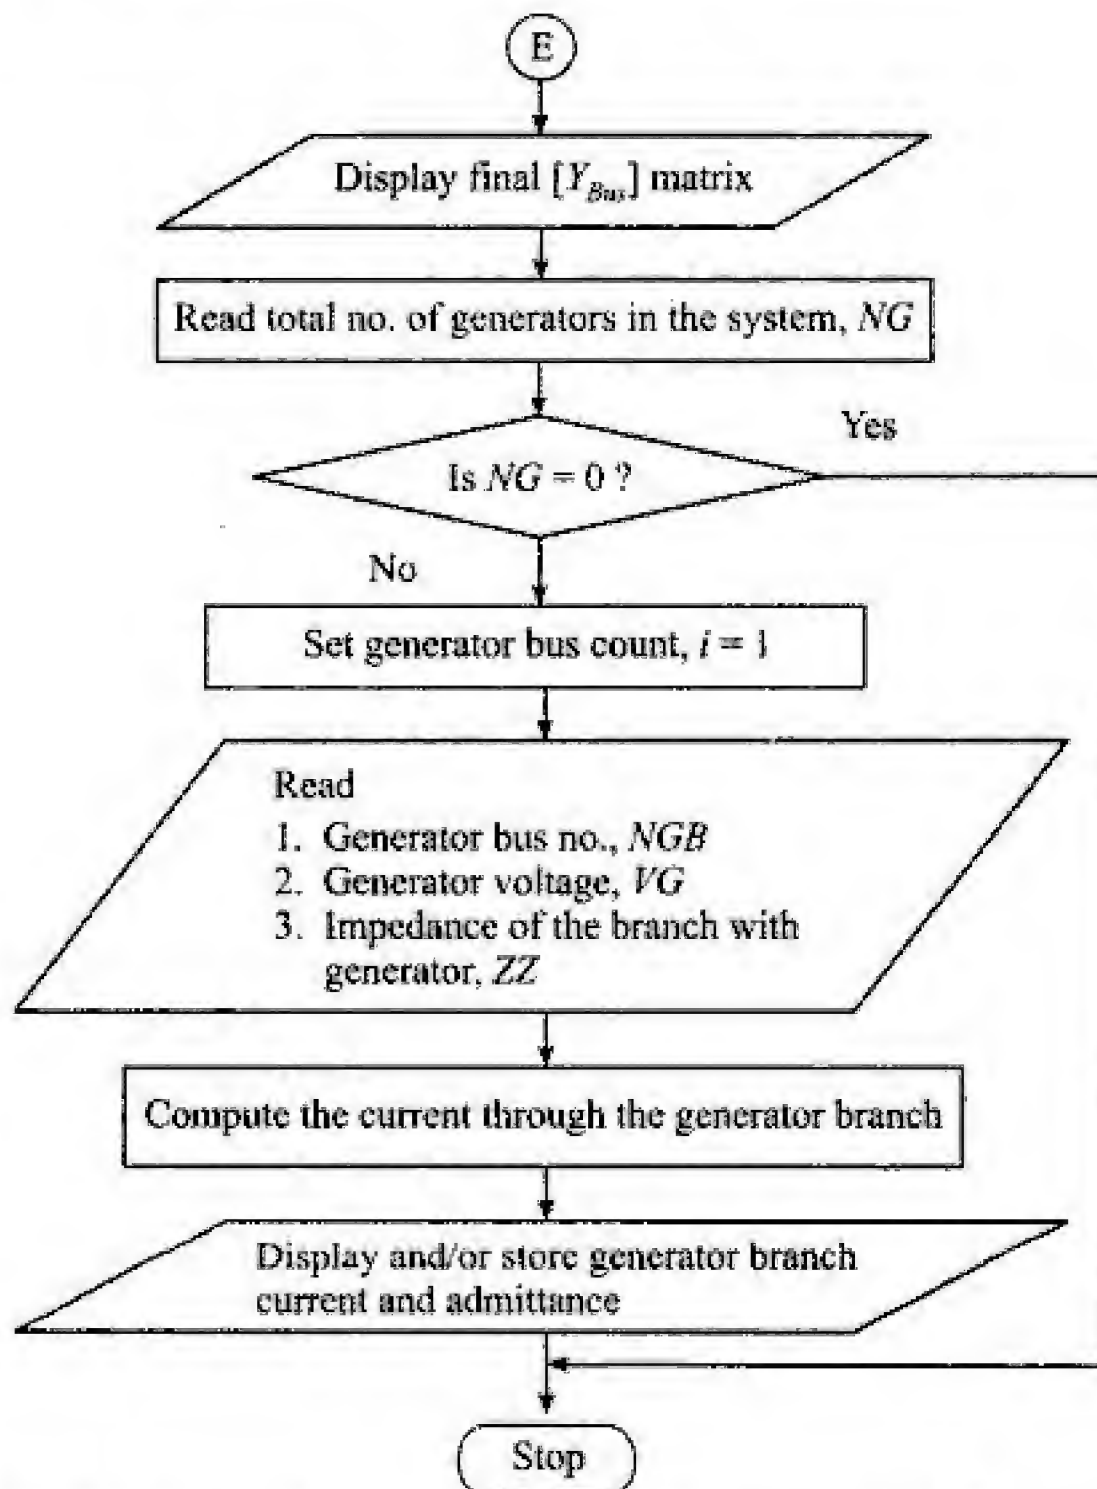 E
Display final [Y_Bus] matrix
Read total no. of generators in the system, NG
Yes
Is NG = 0 ?
No
Set generator bus count, i = 1
Read
1. Generator bus no., NGB
2. Generator voltage, VG
3. Impedance of the branch with
generator, ZZ
Compute the current through the generator branch
Display and/or store generator branch
current and admittance
Stop